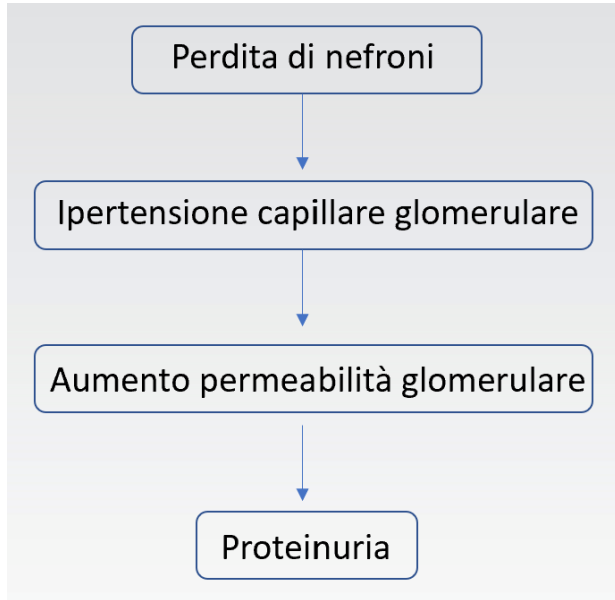 Perdita di nefroni
Ipertensione capillare glomerulare
Aumento permeabilità glomerulare
Proteinuria